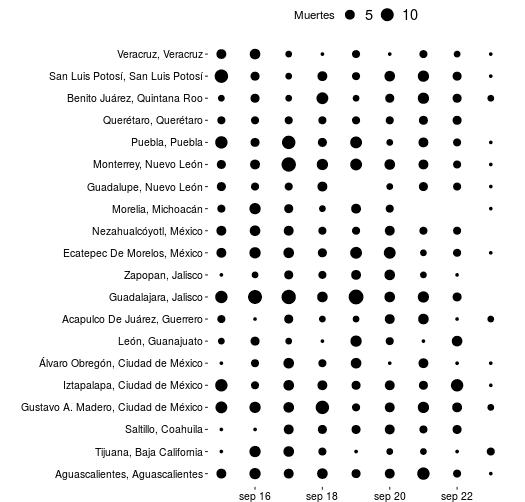 Muertes 5 10
Veracruz, Veracruz
San Luis Potosí, San Luis Potosí
Benito Juárez, Quintana Roo
Querétaro, Querétaro
Puebla, Puebla
Monterrey, Nuevo León
Guadalupe, Nuevo León
Morelia, Michoacán
Nezahualcóyotl, México
Ecatepec De Morelos, México
Zapopan, Jalisco
Guadalajara, Jalisco
Acapulco De Juárez, Guerrero
León, Guanajuato
Álvaro Obregón, Ciudad de México
Iztapalapa, Ciudad de México
Gustavo A. Madero, Ciudad de México
Saltillo, Coahuila
Tijuana, Baja California
Aguascalientes, Aguascalientes
sep 16 sep 18 sep 20 sep 22